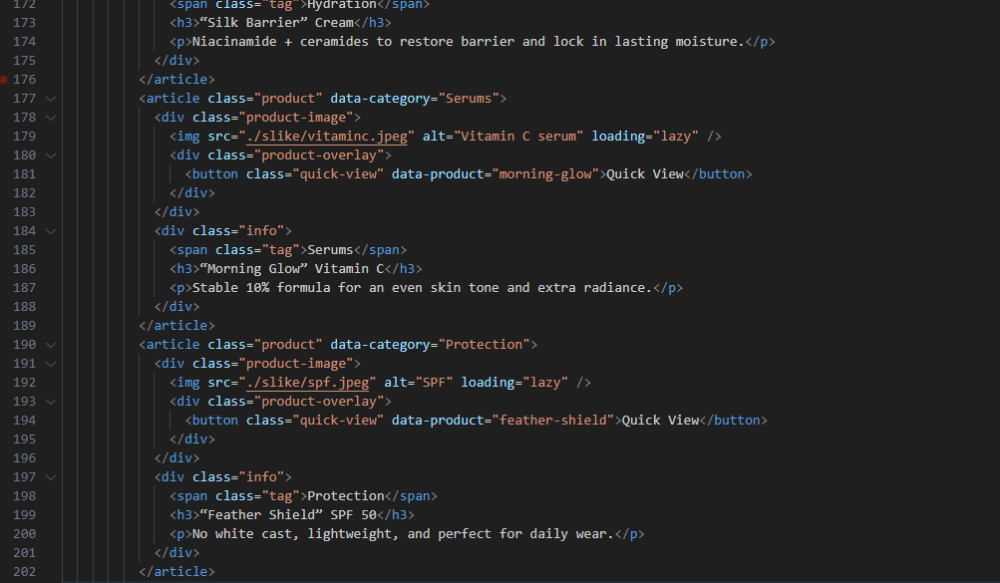 172 <span class="tag">Hydration</span>
173 <h3>“Silk Barrier” Cream</h3>
174 <p>Niacinamide + ceramides to restore barrier and lock in lasting moisture.</p>
175 </div>
176 </article>
177 <article class="product" data-category="Serums">
178 <div class="product-image">
179 <img src="./slike/vitaminc.jpeg" alt="Vitamin C serum" loading="lazy" />
180 <div class="product-overlay">
181 <button class="quick-view" data-product="morning-glow">Quick View</button>
182 </div>
183 </div>
184 <div class="info">
185 <span class="tag">Serums</span>
186 <h3>“Morning Glow” Vitamin C</h3>
187 <p>Stable 10% formula for an even skin tone and extra radiance.</p>
188 </div>
189 </article>
190 <article class="product" data-category="Protection">
191 <div class="product-image">
192 <img src="./slike/spf.jpeg" alt="SPF" loading="lazy" />
193 <div class="product-overlay">
194 <button class="quick-view" data-product="feather-shield">Quick View</button>
195 </div>
196 </div>
197 <div class="info">
198 <span class="tag">Protection</span>
199 <h3>“Feather Shield” SPF 50</h3>
200 <p>No white cast, lightweight, and perfect for daily wear.</p>
201 </div>
202 </article>